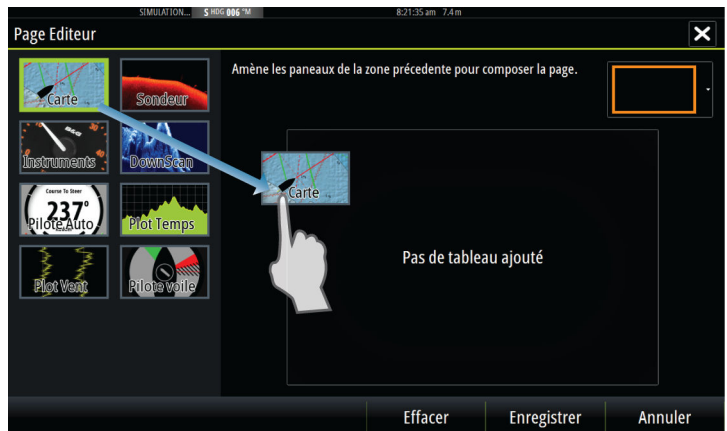 SIMULATION... S HDG 006 °M 8:21:35 am 7.4 m
Page Editeur
Amène les panneaux de la zone précedente pour composer la page.
Carte
Sondeur
Instruments
DownScan
Course To Steer
237°
Pilote Auto
Plot Temps
Plot Vent
Pilote voile
Carte
Pas de tableau ajouté
Effacer Enregistrer Annuler